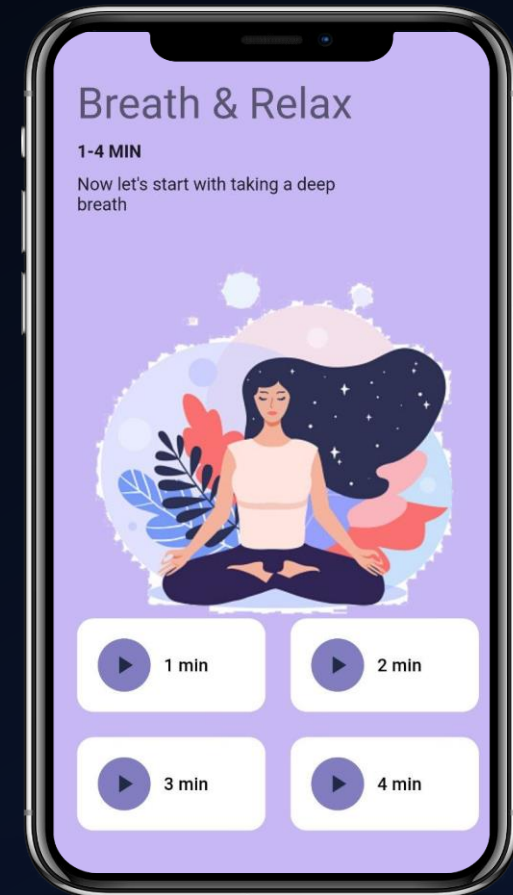 Breath & Relax
1-4 MIN
Now let's start with taking a deep
breath
1 min
2 min
3 min
4 min